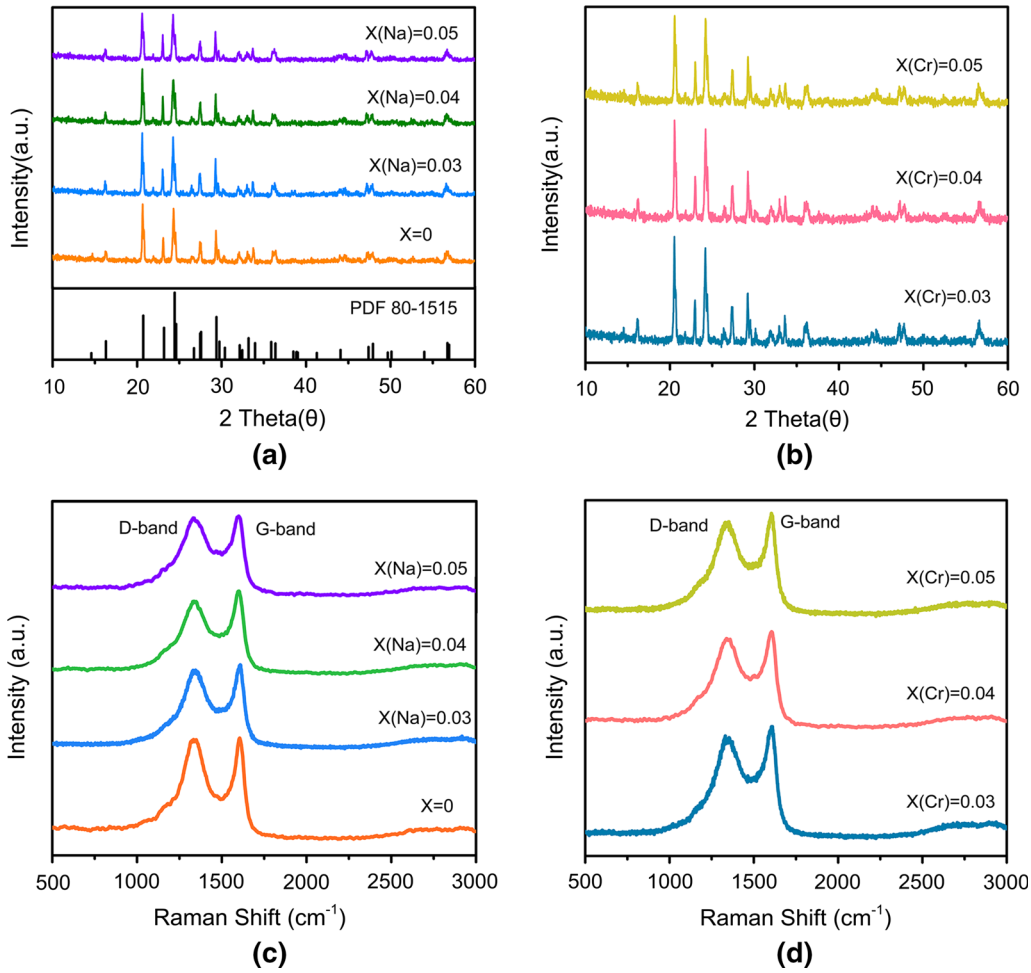 X(Na)=0.05
X(Na)=0.04
X(Na)=0.03
X=0
PDF 80-1515
Intensity(a.u.)
10 20 30 40 50 60
2 Theta(θ)
(a)
X(Cr)=0.05
X(Cr)=0.04
X(Cr)=0.03
Intensity(a.u.)
10 20 30 40 50 60
2 Theta(θ)
(b)
D-band G-band
X(Na)=0.05
X(Na)=0.04
X(Na)=0.03
X=0
Intensity (a.u.)
500 1000 1500 2000 2500 3000
Raman Shift (cm⁻¹)
(c)
D-band G-band
X(Cr)=0.05
X(Cr)=0.04
X(Cr)=0.03
Intensity (a.u.)
500 1000 1500 2000 2500 3000
Raman Shift (cm⁻¹)
(d)